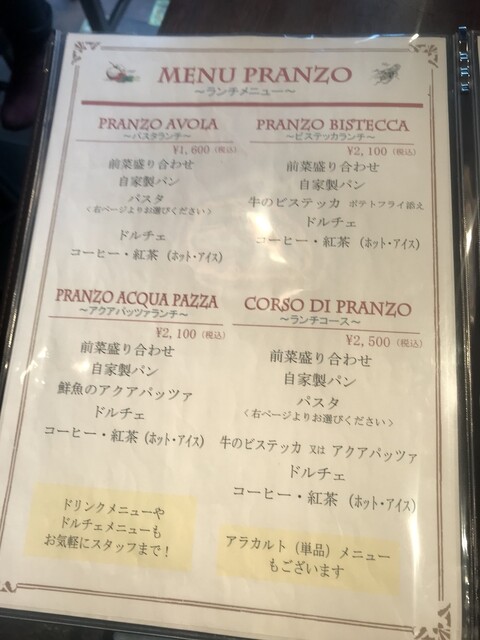 MENU PRANZO
～ランチメニュー～
PRANZO AVOLA
～パスタランチ～
¥1,600 (税込)
前菜盛り合わせ
自家製パン
パスタ
〈右ページよりお選びください〉
ドルチェ
コーヒー・紅茶 (ホット・アイス)
PRANZO BISTECCA
～ビステッカランチ～
¥2,100 (税込)
前菜盛り合わせ
自家製パン
牛のビステッカ ポテトフライ添え
ドルチェ
コーヒー・紅茶 (ホット・アイス)
PRANZO ACQUA PAZZA
～アクアパッツァランチ～
¥2,100 (税込)
前菜盛り合わせ
自家製パン
鮮魚のアクアパッツァ
ドルチェ
コーヒー・紅茶 (ホット・アイス)
CORSO DI PRANZO
～ランチコース～
¥2,500 (税込)
前菜盛り合わせ
自家製パン
パスタ
〈右ページよりお選びください〉
牛のビステッカ 又は アクアパッツァ
ドルチェ
コーヒー・紅茶 (ホット・アイス)
ドリンクメニューや
ドルチェメニューも
お気軽にスタッフまで！
アラカルト (単品) メニュー
もございます